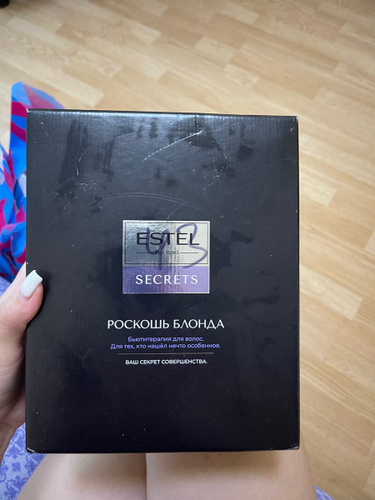 ESTEL
SECRETS
РОСКОШЬ БЛОНДА
Бьютитерапия для волос.
Для тех, кто нашёл нечто особенное.
ВАШ СЕКРЕТ СОВЕРШЕНСТВА.